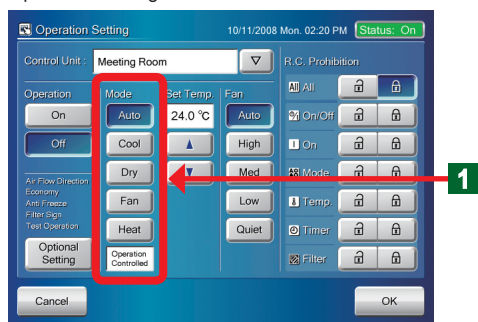 Operation Setting
10/11/2008 Mon. 02:20 PM
Status: On
Control Unit :
Meeting Room
▽
Operation
On
Off
Air Flow Direction
Economy
Anti Freeze
Filter Sign
Test Operation
Optional
Setting
Mode
Auto
Cool
Dry
Fan
Heat
Operation
Controlled
Set Temp.
24.0 °C
Fan
Auto
High
Med
Low
Quiet
R.C. Prohibition
All All
On/Off
On
Mode
Temp.
Timer
Filter
1
Cancel
OK